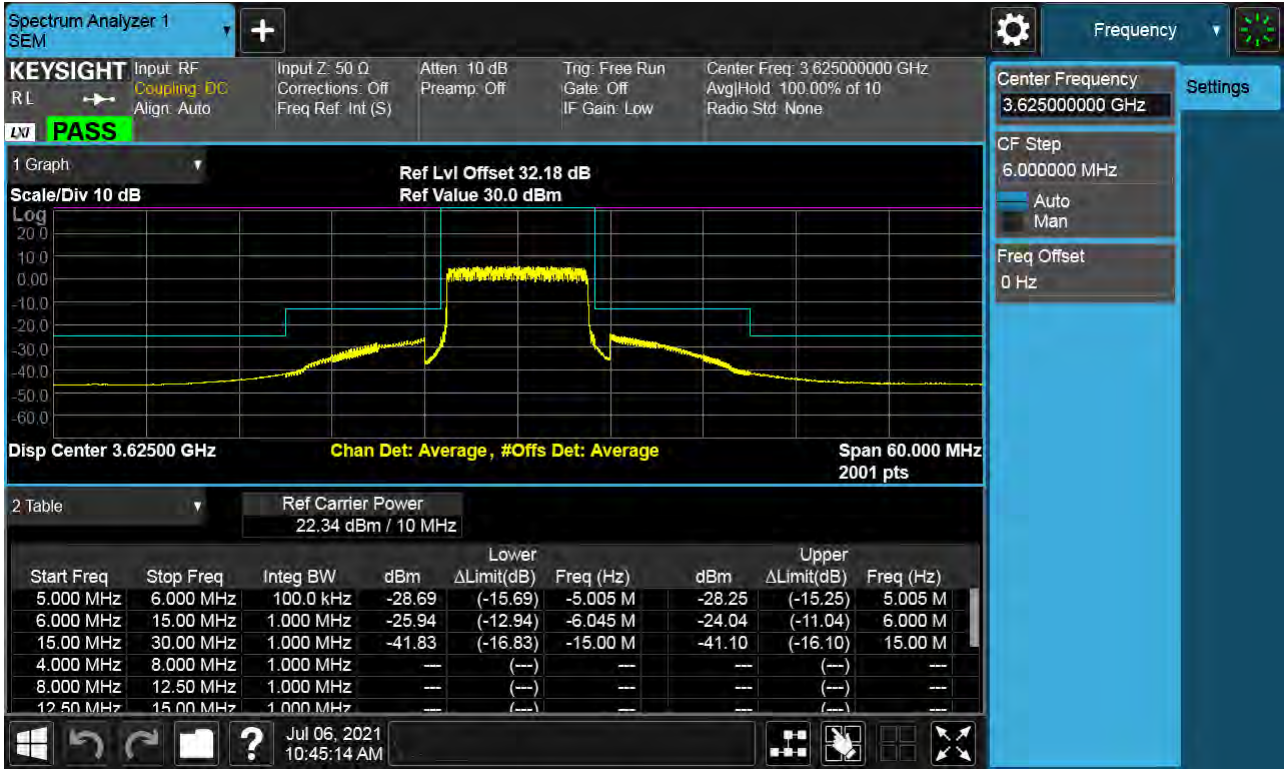 Spectrum Analyzer 1
SEM
Frequency
KEYSIGHT Input: RF Input Z: 50 Ω Atten: 10 dB Trig: Free Run Center Freq: 3.625000000 GHz
RL Coupling: DC Corrections: Off Preamp: Off Gate: Off Avg|Hold: 100.00% of 10
Align: Auto Freq Ref: Int (S) IF Gain: Low Radio Std: None
LXI PASS
Center Frequency
3.625000000 GHz
Settings
CF Step
6.000000 MHz
Auto
Man
Freq Offset
0 Hz
1 Graph
Ref Lvl Offset 32.18 dB
Scale/Div 10 dB Ref Value 30.0 dBm
Log
20.0
10.0
0.00
-10.0
-20.0
-30.0
-40.0
-50.0
-60.0
Disp Center 3.62500 GHz Chan Det: Average, #Offs Det: Average Span 60.000 MHz
2001 pts
2 Table
Ref Carrier Power
22.34 dBm / 10 MHz
Lower Upper
Start Freq Stop Freq Integ BW dBm ΔLimit(dB) Freq (Hz) dBm ΔLimit(dB) Freq (Hz)
5.000 MHz 6.000 MHz 100.0 kHz -28.69 (-15.69) -5.005 M -28.25 (-15.25) 5.005 M
6.000 MHz 15.00 MHz 1.000 MHz -25.94 (-12.94) -6.045 M -24.04 (-11.04) 6.000 M
15.00 MHz 30.00 MHz 1.000 MHz -41.83 (-16.83) -15.00 M -41.10 (-16.10) 15.00 M
4.000 MHz 8.000 MHz 1.000 MHz --- (---) --- --- (---) ---
8.000 MHz 12.50 MHz 1.000 MHz --- (---) --- --- (---) ---
12.50 MHz 15.00 MHz 1.000 MHz --- (---) --- --- (---) ---
? Jul 06, 2021
10:45:14 AM